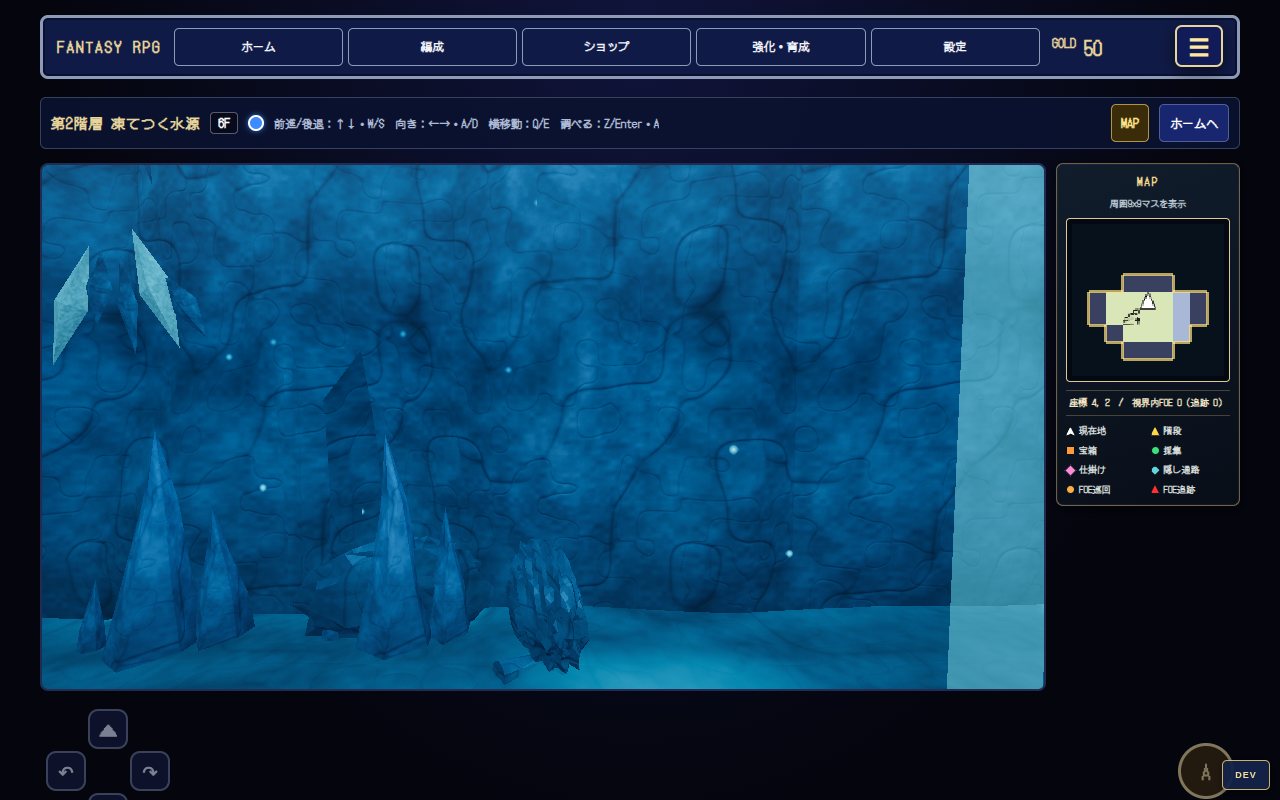 FANTASY RPG
ホーム
編成
ショップ
強化・育成
設定
GOLD 50
第2階層 凍てつく水源
6F
前進/後退：↑↓・W/S　向き：←→・A/D　横移動：Q/E　調べる：Z/Enter・A
MAP
ホームへ
MAP
周囲9x9マスを表示
座標 4, 2 / 視界内FOE 0（追跡 0）
現在地
階段
宝箱
採集
仕掛け
隠し通路
FOE巡回
FOE追跡
A
DEV